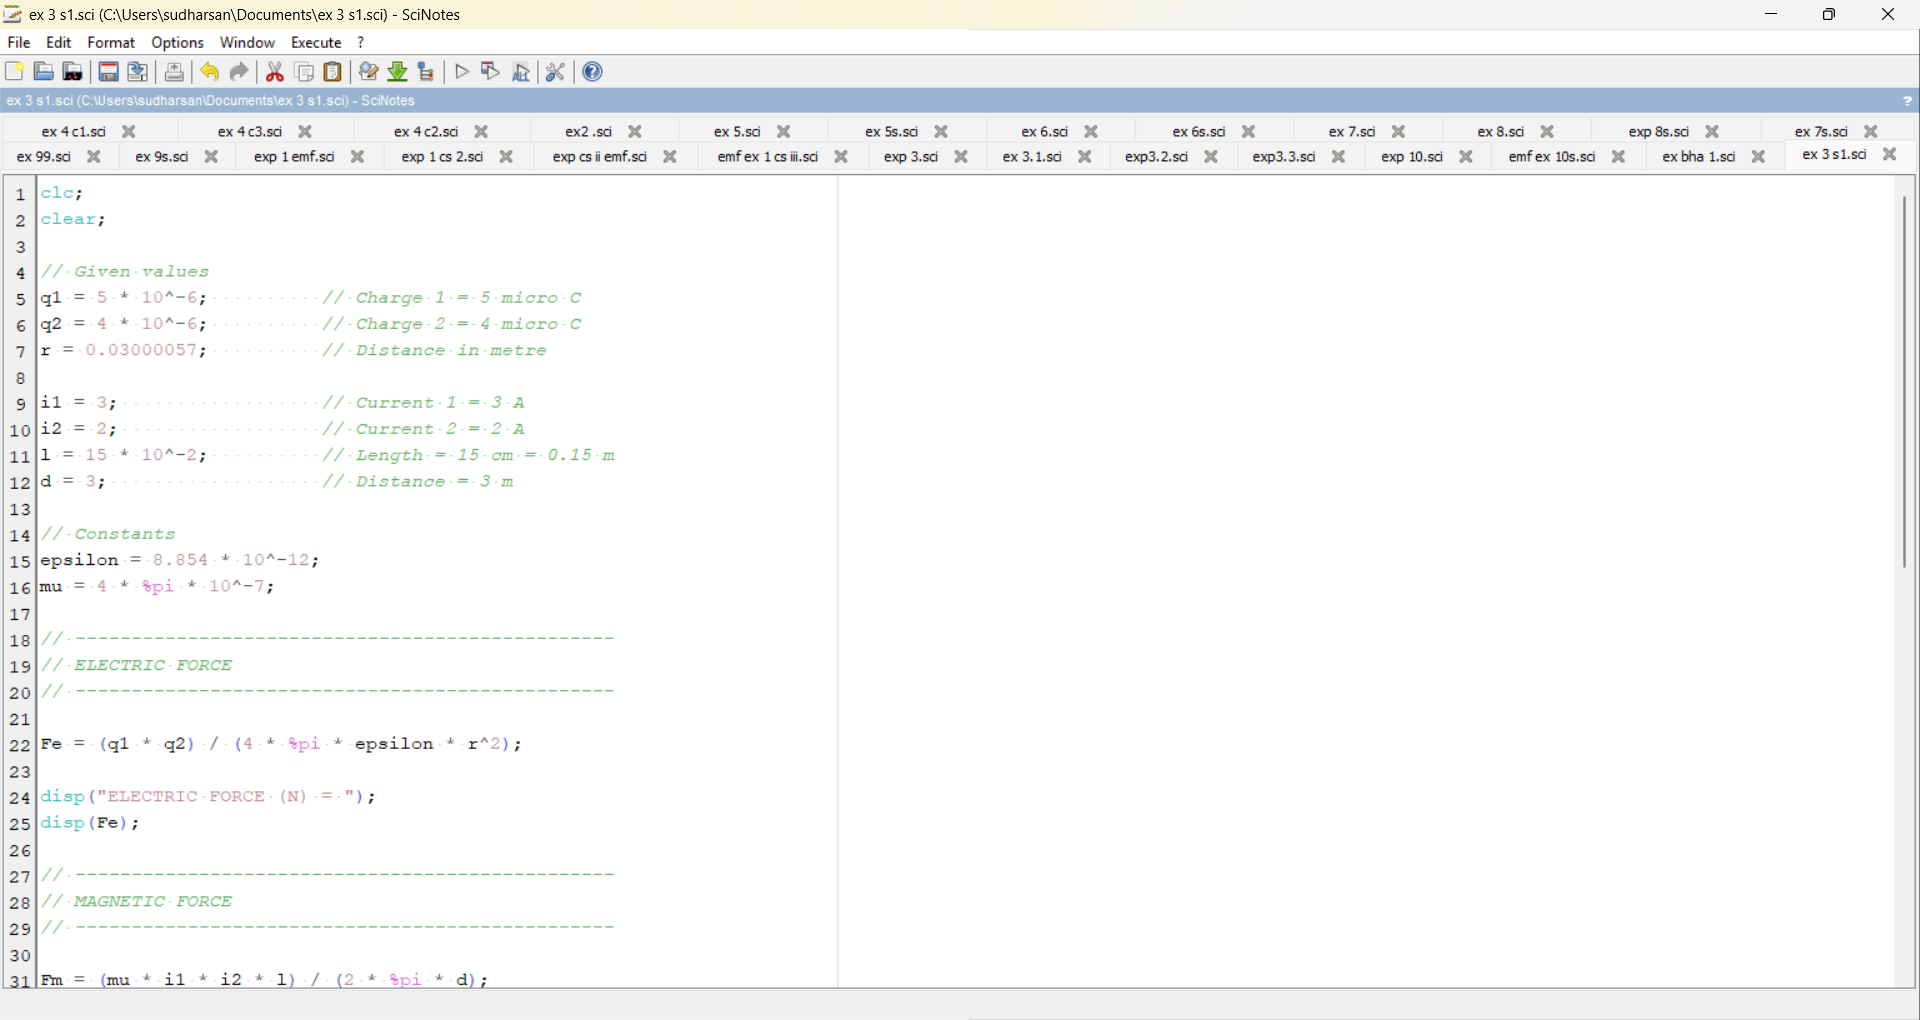 ex 3 s1.sci (C:\Users\sudharsan\Documents\ex 3 s1.sci) - SciNotes
File Edit Format Options Window Execute ?
ex 3 s1.sci (C:\Users\sudharsan\Documents\ex 3 s1.sci) - SciNotes ?
ex 4 c1.sci ex 4 c3.sci ex 4 c2.sci ex2 .sci ex 5.sci ex 5s.sci ex 6.sci ex 6s.sci ex 7.sci ex 8.sci exp 8s.sci ex 7s.sci
ex 99.sci ex 9s.sci exp 1 emf.sci exp 1 cs 2.sci exp cs ii emf.sci emf ex 1 cs iii.sci exp 3.sci ex 3.1.sci exp3.2.sci exp3.3.sci exp 10.sci emf ex 10s.sci ex bha 1.sci ex 3 s1.sci
1 clc;
2 clear;
3
4 // Given values
5 q1 = 5 * 10^-6; // Charge 1 = 5 micro C
6 q2 = 4 * 10^-6; // Charge 2 = 4 micro C
7 r = 0.03000057; // Distance in metre
8
9 i1 = 3; // Current 1 = 3 A
10 i2 = 2; // Current 2 = 2 A
11 l = 15 * 10^-2; // Length = 15 cm = 0.15 m
12 d = 3; // Distance = 3 m
13
14 // Constants
15 epsilon = 8.854 * 10^-12;
16 mu = 4 * %pi * 10^-7;
17
18 // ------------------------------------------------
19 // ELECTRIC FORCE
20 // ------------------------------------------------
21
22 Fe = (q1 * q2) / (4 * %pi * epsilon * r^2);
23
24 disp("ELECTRIC FORCE (N) = ");
25 disp(Fe);
26
27 // ------------------------------------------------
28 // MAGNETIC FORCE
29 // ------------------------------------------------
30
31 Fm = (mu * i1 * i2 * l) / (2 * %pi * d);